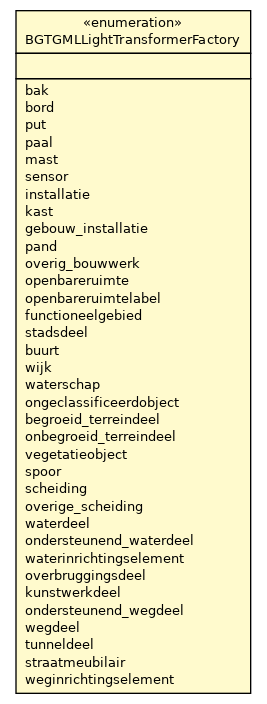 «enumeration»
BGTGMLLightTransformerFactory
bak
bord
put
paal
mast
sensor
installatie
kast
gebouw_installatie
pand
overig_bouwwerk
openbareruimte
openbareruimtelabel
functioneelgebied
stadsdeel
buurt
wijk
waterschap
ongeclassificeerdobject
begroeid_terreindeel
onbegroeid_terreindeel
vegetatieobject
spoor
scheiding
overige_scheiding
waterdeel
ondersteunend_waterdeel
waterinrichtingselement
overbruggingsdeel
kunstwerkdeel
ondersteunend_wegdeel
wegdeel
tunneldeel
straatmeubilair
weginrichtingselement